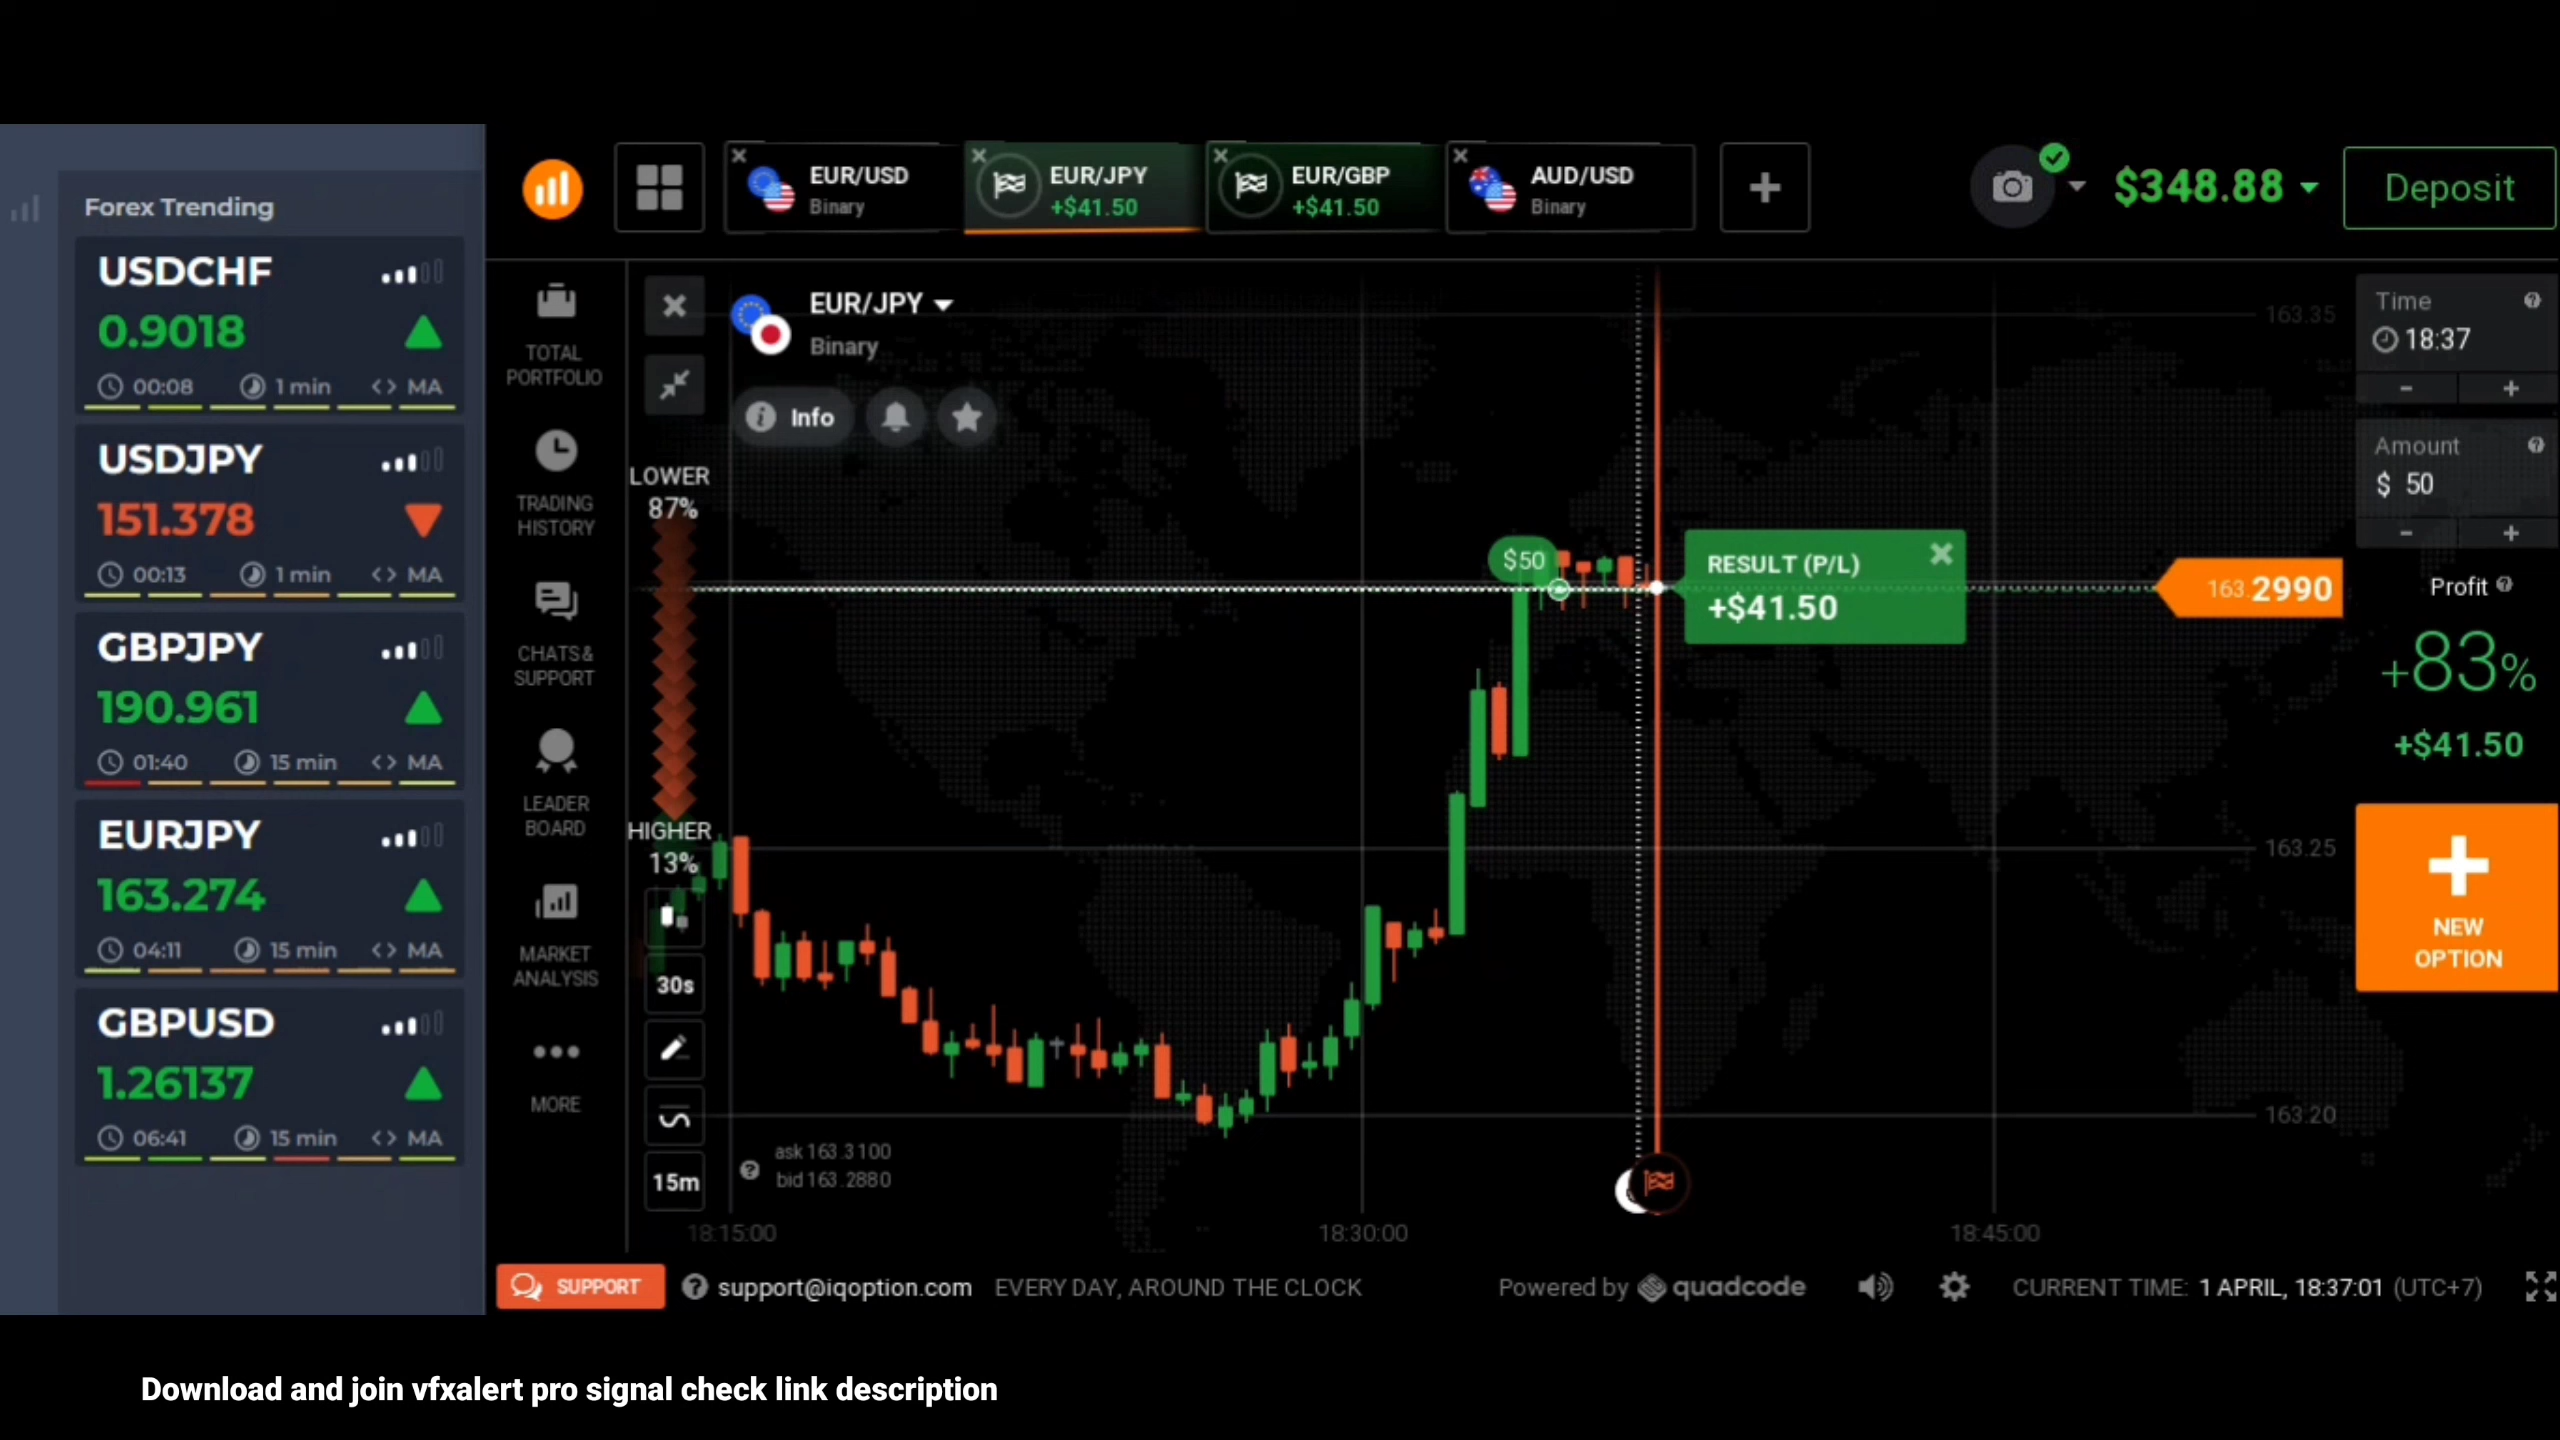 Forex Trending
USDCHF
0.9018
00:08 1 min <> MA
USDJPY
151.378
00:13 1 min <> MA
GBPJPY
190.961
01:40 15 min <> MA
EURJPY
163.274
04:11 15 min <> MA
GBPUSD
1.26137
06:41 15 min <> MA
EUR/USD
Binary
EUR/JPY
+$41.50
EUR/GBP
+$41.50
AUD/USD
Binary
$348.88
Deposit
TOTAL
PORTFOLIO
TRADING
HISTORY
CHATS &
SUPPORT
LEADER
BOARD
MARKET
ANALYSIS
MORE
EUR/JPY
Binary
Info
LOWER
87%
HIGHER
13%
30s
15m
ask 163.3100
bid 163.2880
$50
RESULT (P/L)
+$41.50
163.35
163.2990
163.25
163.20
18:15:00
18:30:00
18:45:00
Time
18:37
- +
Amount
$ 50
- +
Profit
+83%
+$41.50
NEW
OPTION
SUPPORT
support@iqoption.com EVERY DAY, AROUND THE CLOCK
Powered by quadcode
CURRENT TIME: 1 APRIL, 18:37:01 (UTC+7)
Download and join vfxalert pro signal check link description